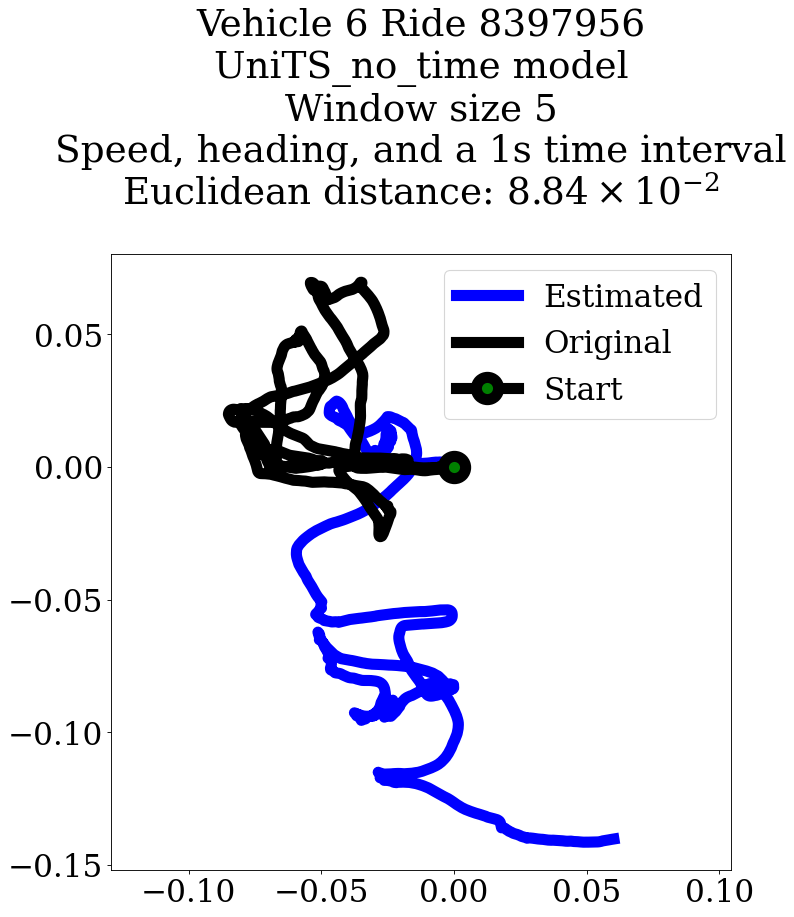 Vehicle 6 Ride 8397956
UniTS_no_time model
Window size 5
Speed, heading, and a 1s time interval
Euclidean distance: 8.84 × 10⁻²
Estimated
Original
Start
0.05
0.00
−0.05
−0.10
−0.15
−0.10 −0.05 0.00 0.05 0.10